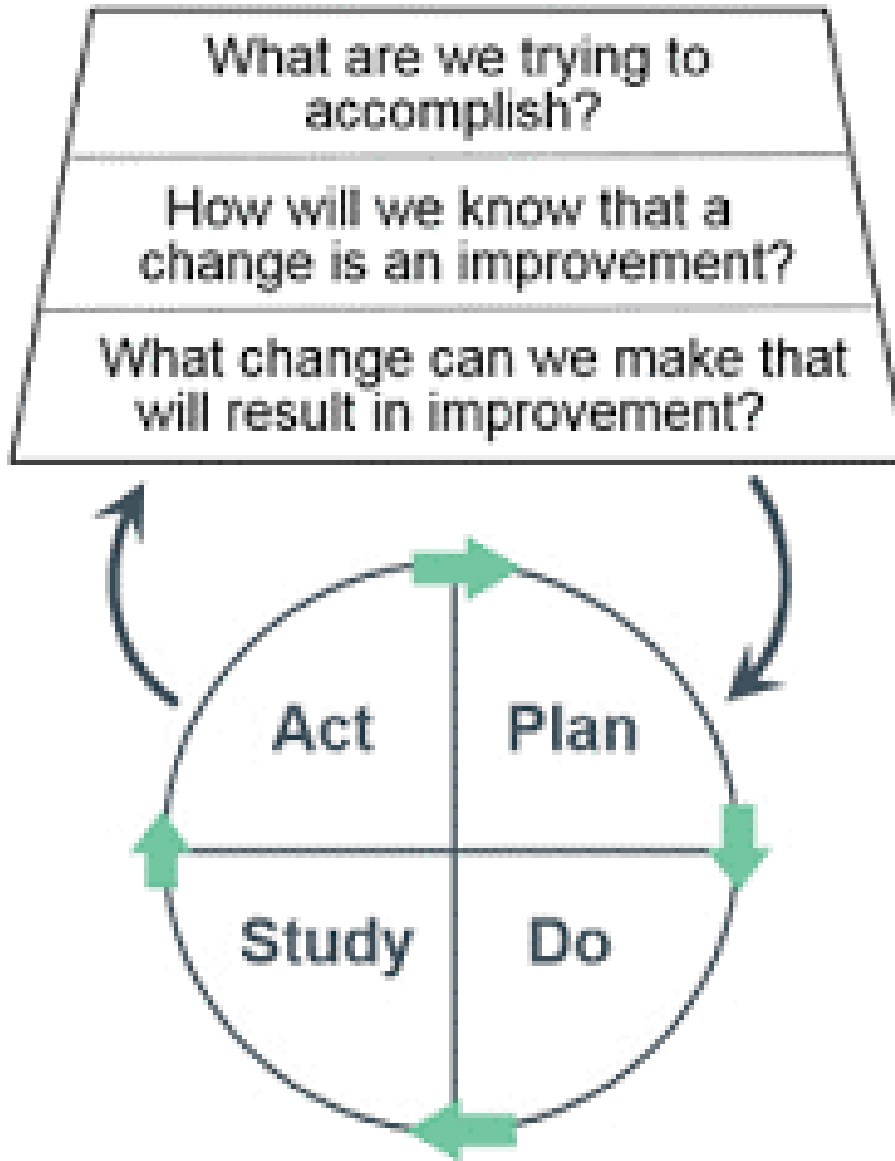 What are we trying to
accomplish?
How will we know that a
change is an improvement?
What change can we make that
will result in improvement?
Act
Plan
Study
Do